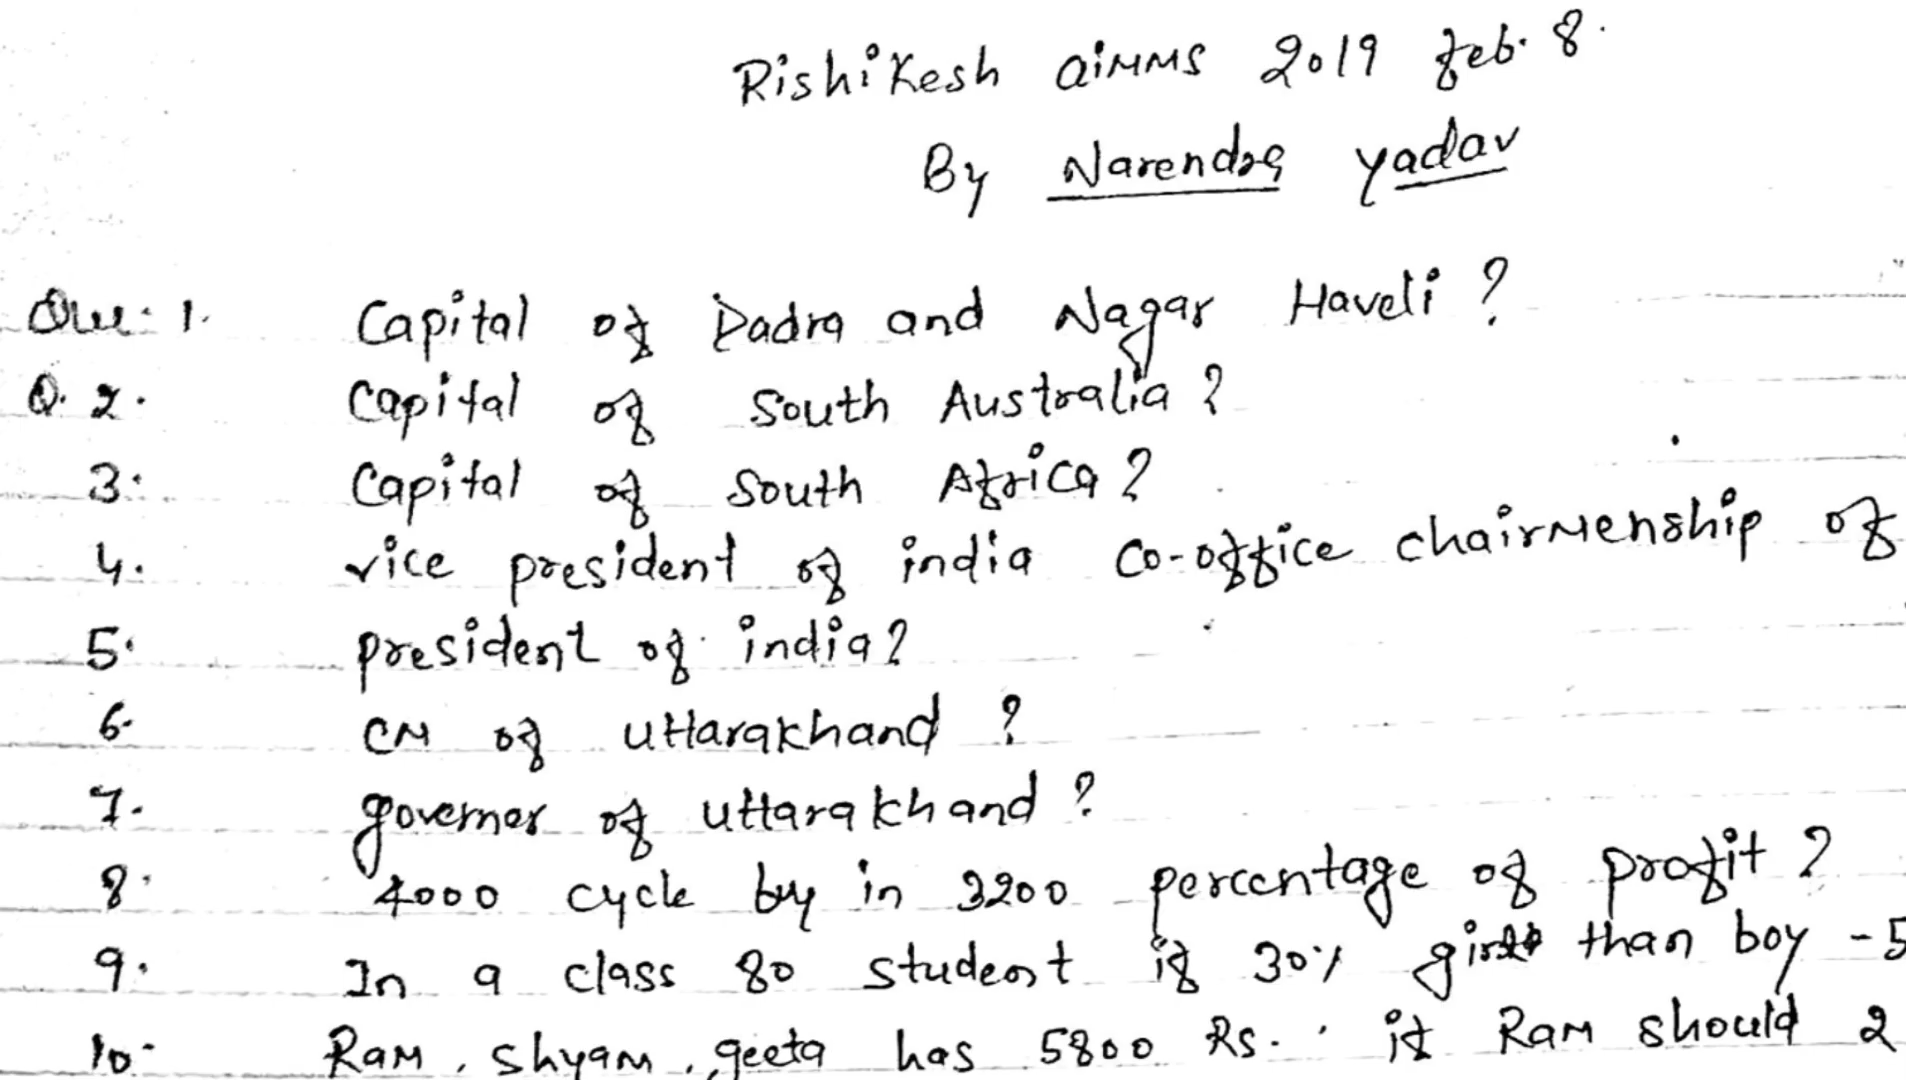 Rishikesh aiMMS 2019 feb. 8.
By Narendra yadav
Que. 1. Capital of Dadra and Nagar Haveli ?
Q. 2. Capital of South Australia ?
3. Capital of South Africa ?
4. vice president of india co-office chairmenship of
5. president of india ?
6. CM of uttarakhand ?
7. governer of uttarakhand ?
8. 4000 cycle by in 3200 percentage of profit ?
9. In a class 80 student if 30% than boy - 5
10. Ram, shyam, geeta has 5800 Rs. if Ram should 2